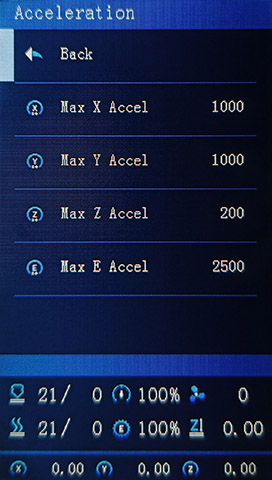 Acceleration
Back
X Max X Accel 1000
Y Max Y Accel 1000
Z Max Z Accel 200
E Max E Accel 2500
21/ 0 100% 0
21/ 0 E 100% Z 0.00
X 0.00 Y 0.00 Z 0.00